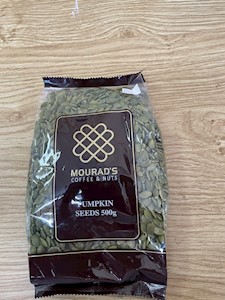 MOURAD'S
COFFEE & NUTS
PUMPKIN
SEEDS 500g